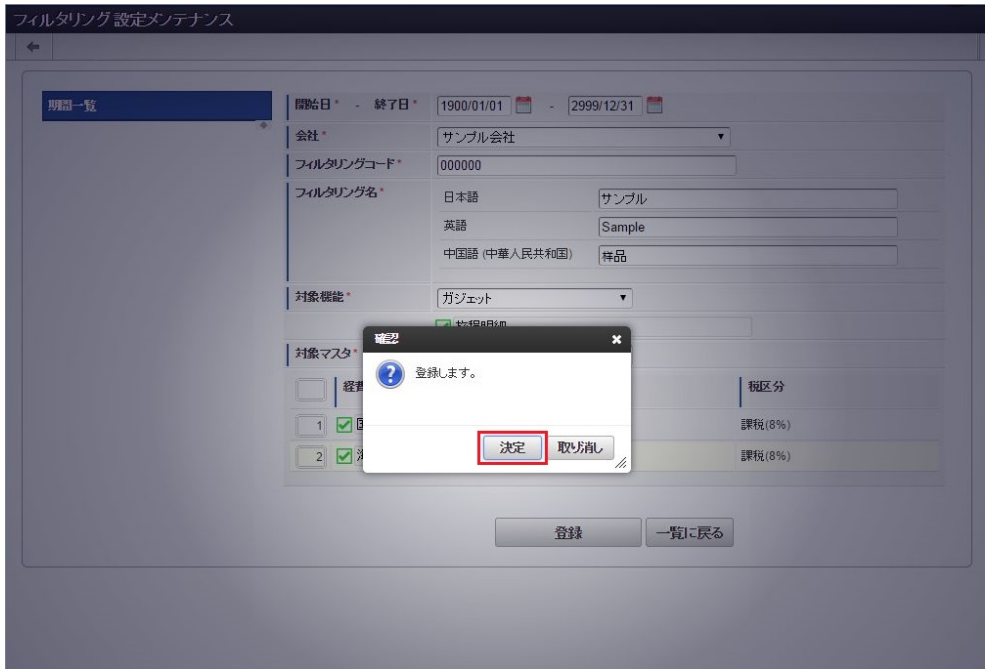 フィルタリング設定メンテナンス
期間一覧
開始日* - 終了日* 1900/01/01 - 2999/12/31
会社* サンプル会社
フィルタリングコード* 000000
フィルタリング名* 日本語 サンプル
英語 Sample
中国語 (中華人民共和国) 样品
対象機能* ガジェット
確認
対象マスタ*
登録します。
税区分
1 課税(8%)
決定 取り消し
2 課税(8%)
登録 一覧に戻る